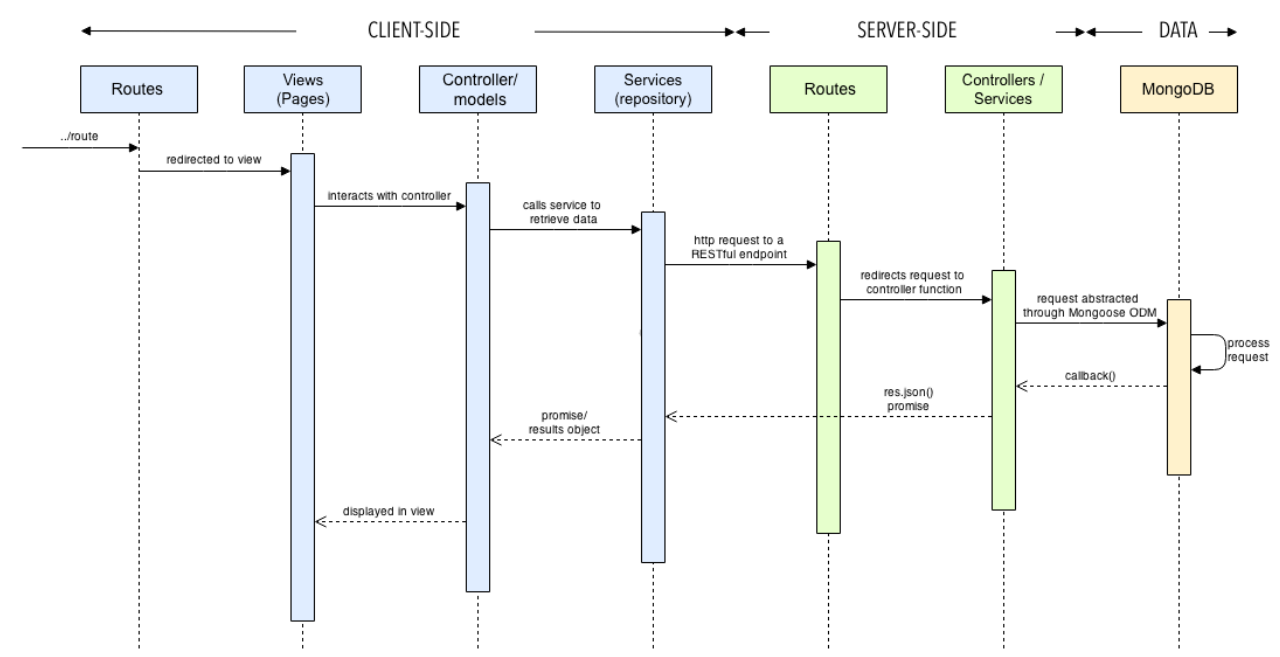 CLIENT-SIDE
SERVER-SIDE
DATA
Routes
Views
(Pages)
Controller/
models
Services
(repository)
Routes
Controllers /
Services
MongoDB
../route
redirected to view
interacts with controller
calls service to
retrieve data
http request to a
RESTful endpoint
redirects request to
controller function
request abstracted
through Mongoose ODM
process
request
callback()
res.json()
promise
promise/
results object
displayed in view